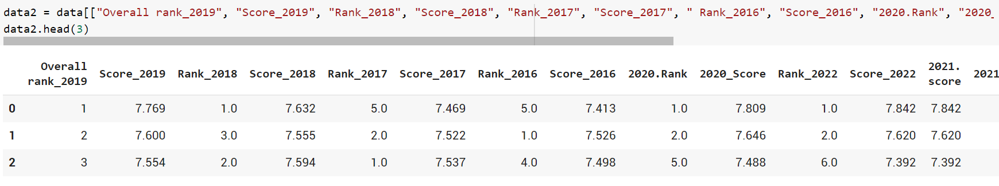 data2 = data[["Overall rank_2019", "Score_2019", "Rank_2018", "Score_2018", "Rank_2017", "Score_2017", " Rank_2016", "Score_2016", "2020.Rank", "2020_
data2.head(3)
Overall rank_2019 Score_2019 Rank_2018 Score_2018 Rank_2017 Score_2017 Rank_2016 Score_2016 2020.Rank 2020_Score Rank_2022 Score_2022 2021. score 2021
0 1 7.769 1.0 7.632 5.0 7.469 5.0 7.413 1.0 7.809 1.0 7.842 7.842
1 2 7.600 3.0 7.555 2.0 7.522 1.0 7.526 2.0 7.646 2.0 7.620 7.620
2 3 7.554 2.0 7.594 1.0 7.537 4.0 7.498 5.0 7.488 6.0 7.392 7.392